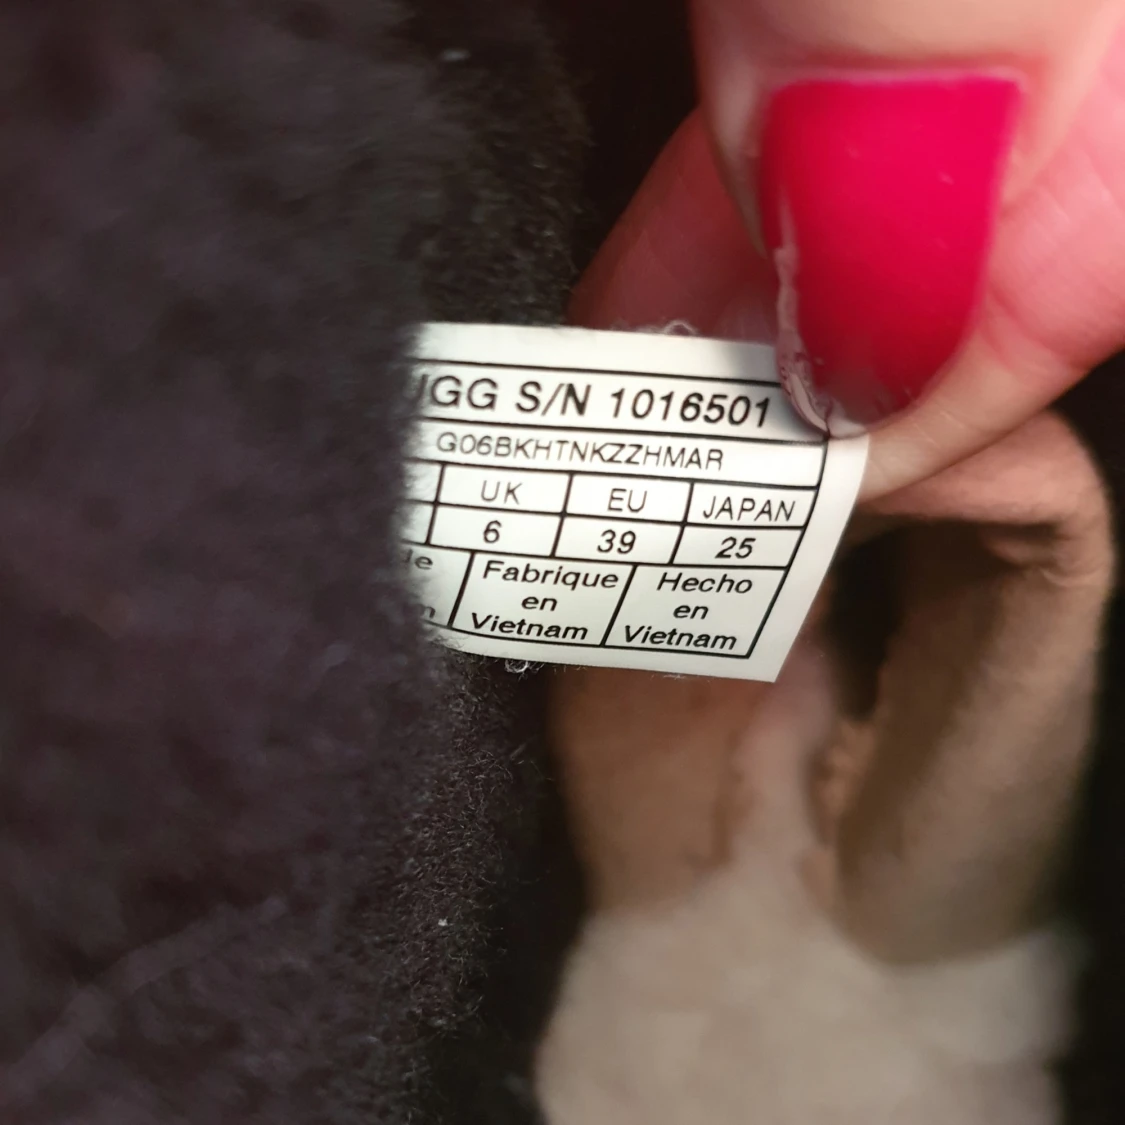 UGG S/N 1016501
G06BKHTNKZZHMAR
UK EU JAPAN
6 39 25
Fabrique en Vietnam
Hecho en Vietnam